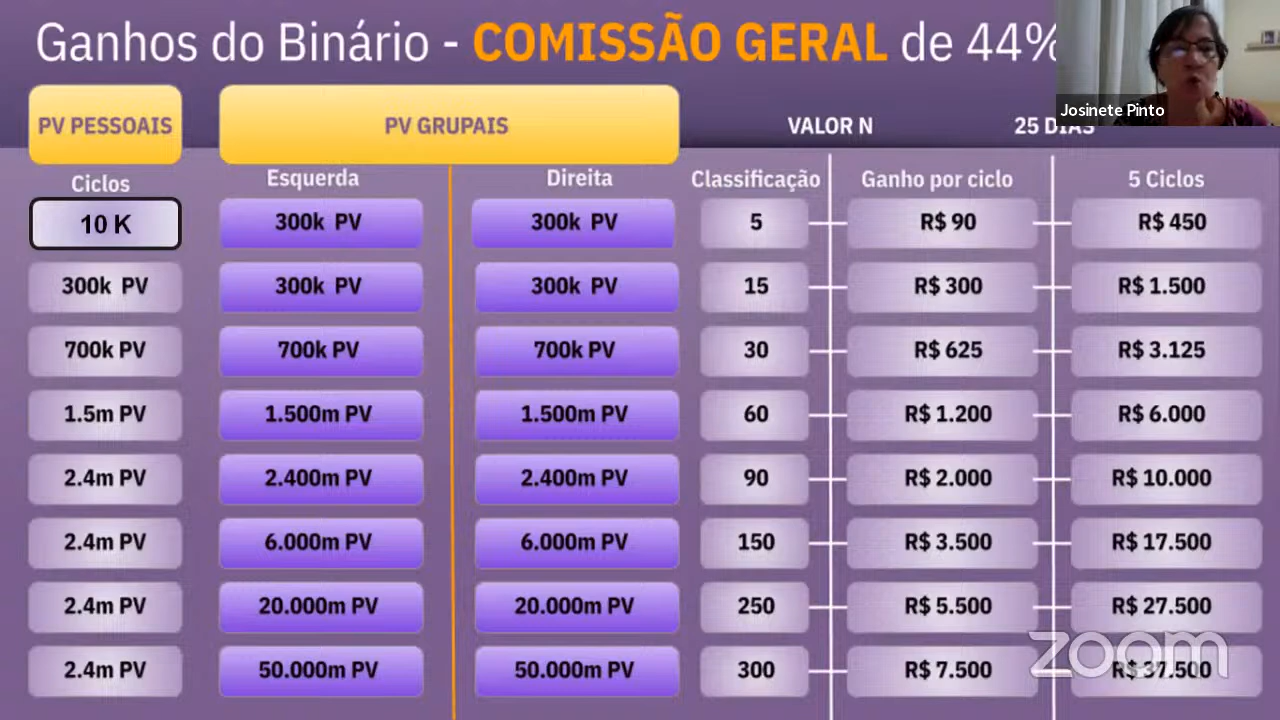 Ganhos do Binário - COMISSÃO GERAL de 44%
Josinete Pinto
PV PESSOAIS PV GRUPAIS VALOR N 25 DIAS
Ciclos Esquerda Direita Classificação Ganho por ciclo 5 Ciclos
10 K 300k PV 300k PV 5 R$ 90 R$ 450
300k PV 300k PV 300k PV 15 R$ 300 R$ 1.500
700k PV 700k PV 700k PV 30 R$ 625 R$ 3.125
1.5m PV 1.500m PV 1.500m PV 60 R$ 1.200 R$ 6.000
2.4m PV 2.400m PV 2.400m PV 90 R$ 2.000 R$ 10.000
2.4m PV 6.000m PV 6.000m PV 150 R$ 3.500 R$ 17.500
2.4m PV 20.000m PV 20.000m PV 250 R$ 5.500 R$ 27.500
2.4m PV 50.000m PV 50.000m PV 300 R$ 7.500 R$ 37.500
zoom